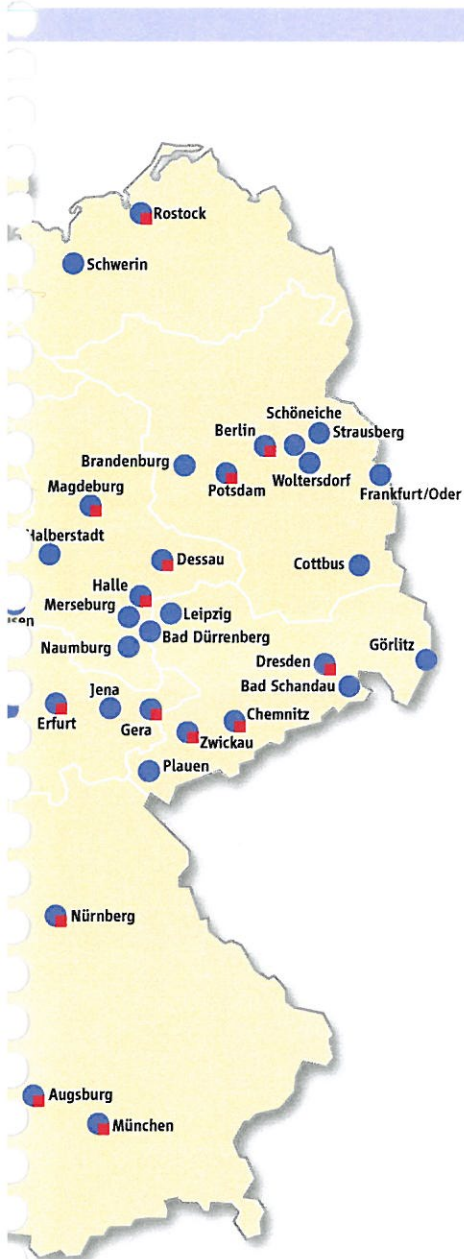 Rostock
Schwerin
Schöneiche
Berlin
Strausberg
Brandenburg
Potsdam
Woltersdorf
Frankfurt/Oder
Magdeburg
Halberstadt
Dessau
Cottbus
Halle
Merseburg
Leipzig
Bad Dürrenberg
Naumburg
Görlitz
Dresden
Bad Schandau
Jena
Erfurt
Gera
Chemnitz
Zwickau
Plauen
Nürnberg
Augsburg
München